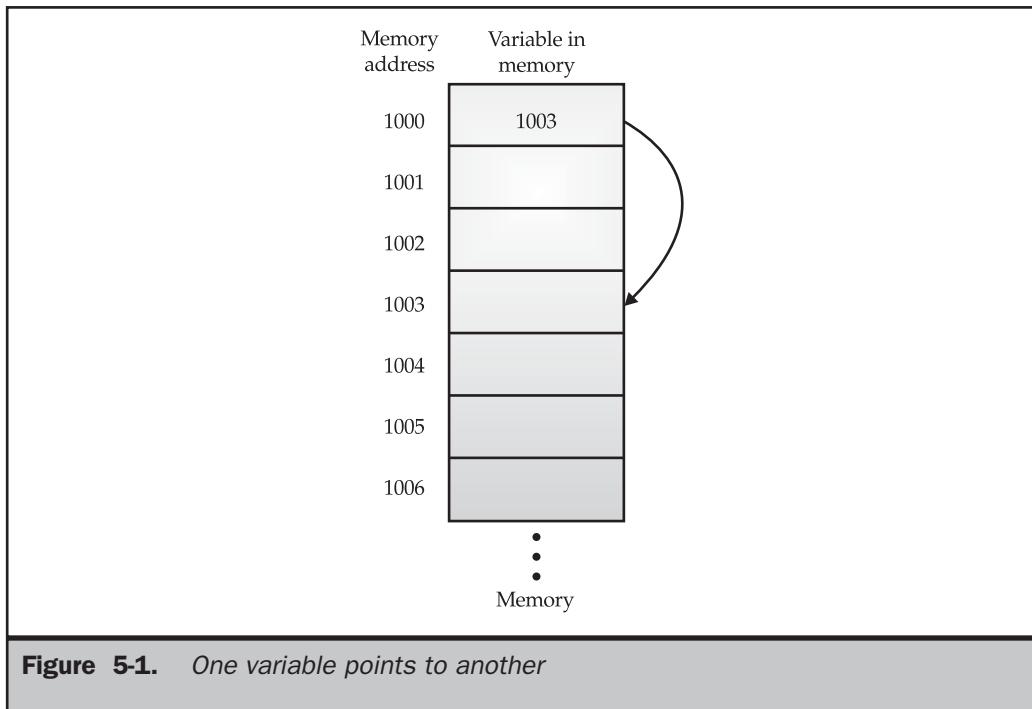 Memory address
Variable in memory
1000 1003
1001
1002
1003
1004
1005
1006
Memory
Figure 5-1. One variable points to another